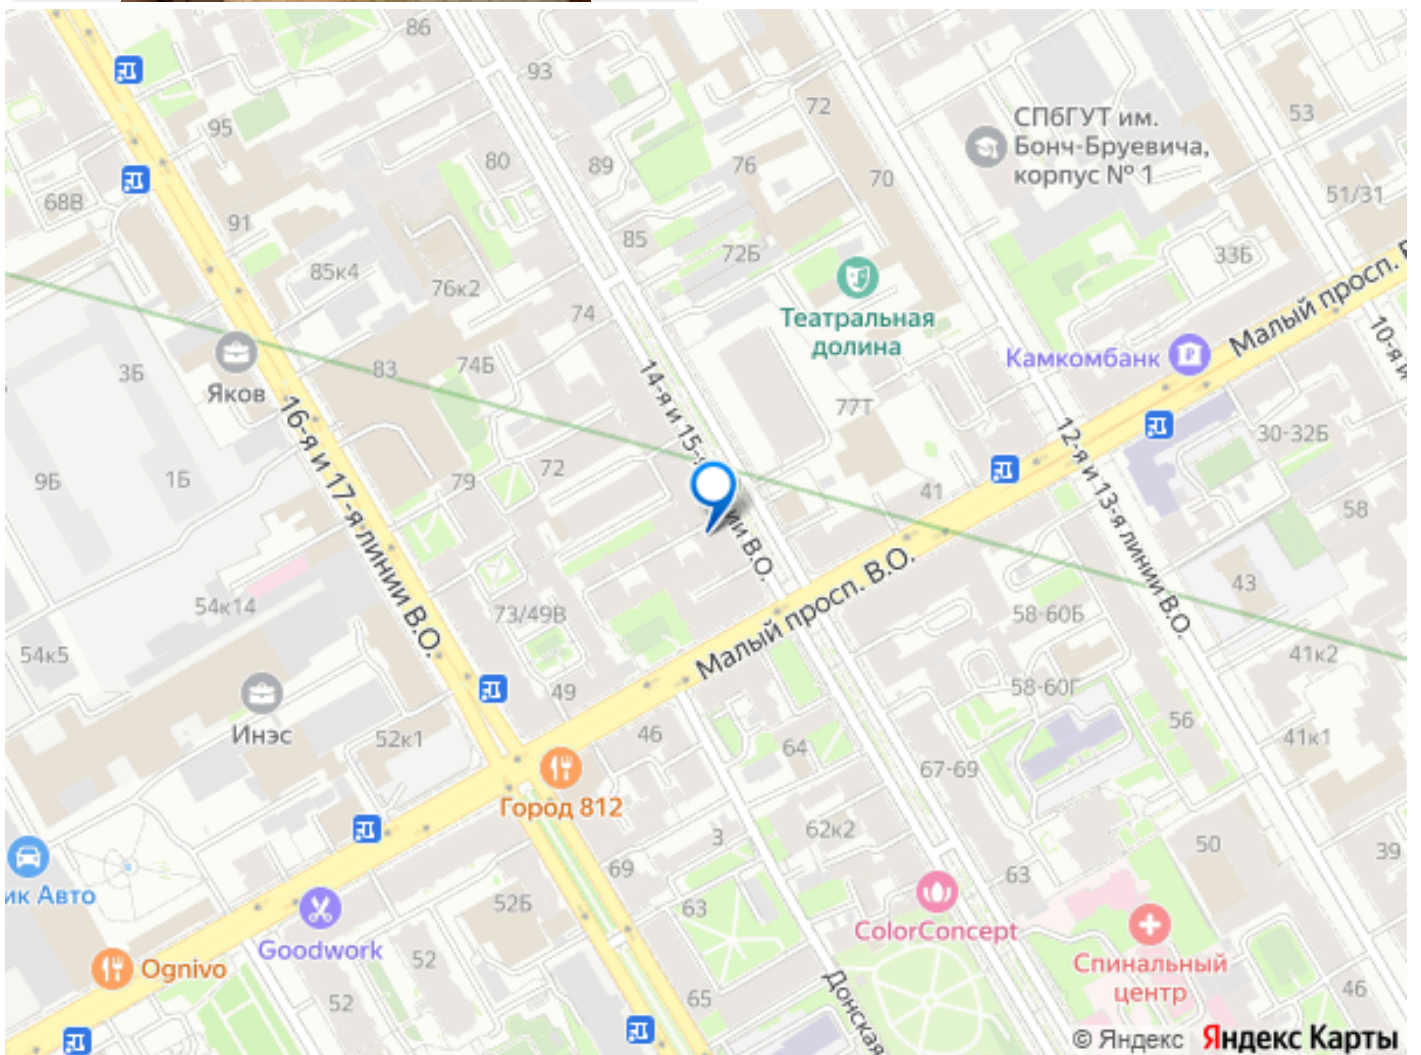 86
93
72
53
СПбГУТ им.
Бонч-Бруевича,
корпус № 1
95
80
89
76
70
68В
51/31
91
85
72Б
33Б
85к4
76к2
74
Театральная
долина
Малый просп. В
Камкомбанк
10-я и
3Б
Яков
83
74Б
14-я и 15-я линии В.О.
77Т
16-я и 17-я линии В.О.
12-я и 13-я линии В.О.
30-32Б
9Б
1Б
79
72
41
58
54к14
73/49В
Малый просп. В.О.
58-60Б
43
54к5
41к2
49
58-60Г
Инэс
52к1
46
64
56
41к1
67-69
Город 812
3
62к2
50
39
ик Авто
69
63
52Б
63
ColorConcept
Goodwork
52
Ognivo
Спинальный
центр
52
65
Донская
46
© Яндекс Яндекс Карты